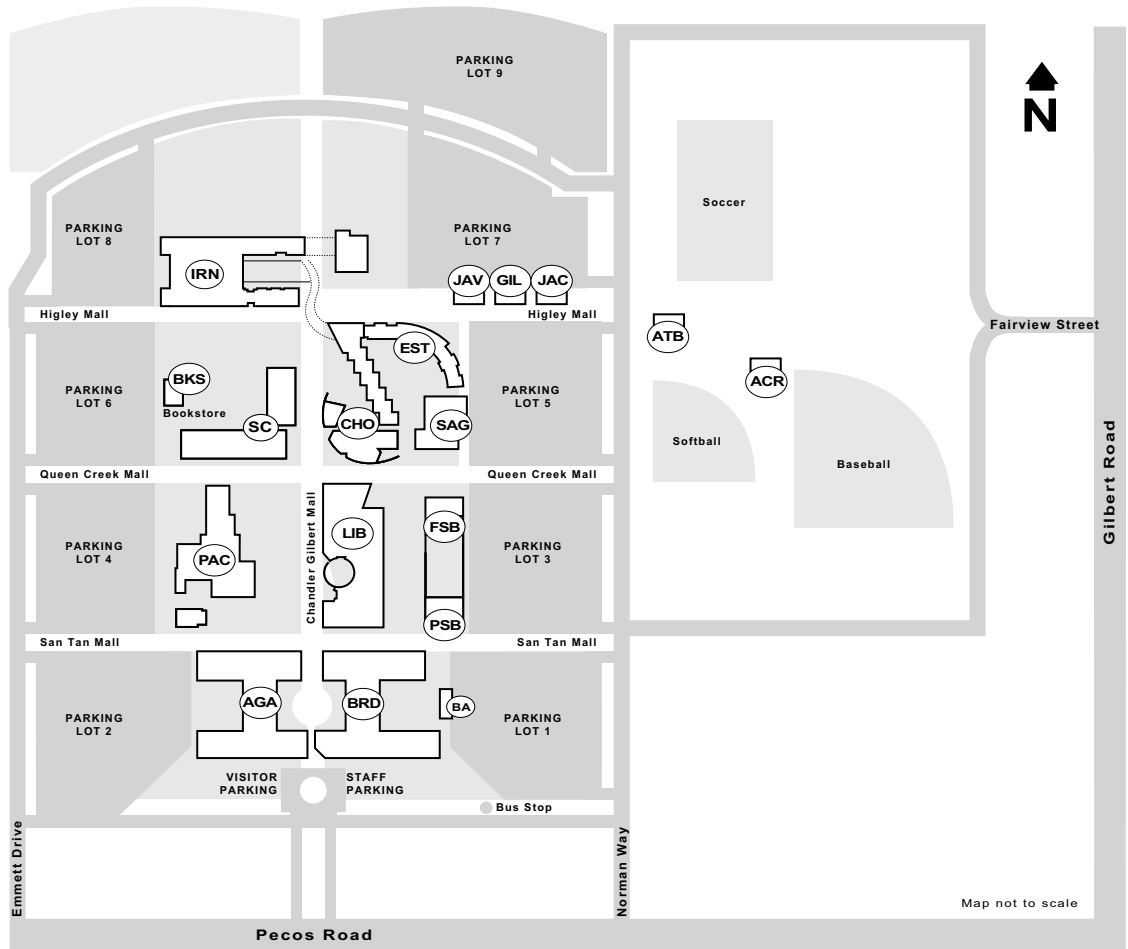 PARKING
LOT 9
N
Soccer
PARKING
LOT 8
PARKING
LOT 7
IRN
JAV
GIL
JAC
Higley Mall
Higley Mall
ATB
Fairview Street
EST
BKS
ACR
PARKING
LOT 6
PARKING
LOT 5
Bookstore
SC
CHO
SAG
Softball
Baseball
Gilbert Road
Queen Creek Mall
Queen Creek Mall
Chandler Gilbert Mall
LIB
FSB
PARKING
LOT 4
PAC
PARKING
LOT 3
PSB
San Tan Mall
San Tan Mall
AGA
BRD
BA
PARKING
LOT 2
PARKING
LOT 1
VISITOR
PARKING
STAFF
PARKING
Bus Stop
Emmett Drive
Norman Way
Map not to scale
Pecos Road